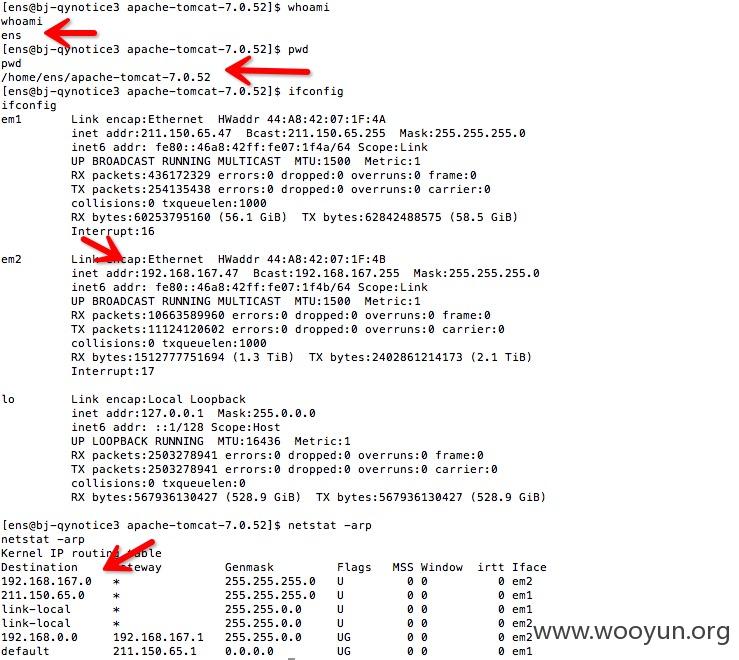 [ens@bj-qynotice3 apache-tomcat-7.0.52]$ whoami
whoami
ens
[ens@bj-qynotice3 apache-tomcat-7.0.52]$ pwd
pwd
/home/ens/apache-tomcat-7.0.52
[ens@bj-qynotice3 apache-tomcat-7.0.52]$ ifconfig
ifconfig
em1 Link encap:Ethernet HWaddr 44:A8:42:07:1F:4A
inet addr:211.150.65.47 Bcast:211.150.65.255 Mask:255.255.255.0
inet6 addr: fe80::46a8:42ff:fe07:1f4a/64 Scope:Link
UP BROADCAST RUNNING MULTICAST MTU:1500 Metric:1
RX packets:436172329 errors:0 dropped:0 overruns:0 frame:0
TX packets:254135438 errors:0 dropped:0 overruns:0 carrier:0
collisions:0 txqueuelen:1000
RX bytes:60253795160 (56.1 GiB) TX bytes:62842488575 (58.5 GiB)
Interrupt:16
em2 Link encap:Ethernet HWaddr 44:A8:42:07:1F:4B
inet addr:192.168.167.47 Bcast:192.168.167.255 Mask:255.255.255.0
inet6 addr: fe80::46a8:42ff:fe07:1f4b/64 Scope:Link
UP BROADCAST RUNNING MULTICAST MTU:1500 Metric:1
RX packets:10663589960 errors:0 dropped:0 overruns:0 frame:0
TX packets:11124120602 errors:0 dropped:0 overruns:0 carrier:0
collisions:0 txqueuelen:1000
RX bytes:1512777751694 (1.3 TiB) TX bytes:2402861214173 (2.1 TiB)
Interrupt:17
lo Link encap:Local Loopback
inet addr:127.0.0.1 Mask:255.0.0.0
inet6 addr: ::1/128 Scope:Host
UP LOOPBACK RUNNING MTU:16436 Metric:1
RX packets:2503278941 errors:0 dropped:0 overruns:0 frame:0
TX packets:2503278941 errors:0 dropped:0 overruns:0 carrier:0
collisions:0 txqueuelen:0
RX bytes:567936130427 (528.9 GiB) TX bytes:567936130427 (528.9 GiB)
[ens@bj-qynotice3 apache-tomcat-7.0.52]$ netstat -arp
netstat -arp
Kernel IP routing table
Destination Gateway Genmask Flags MSS Window irtt Iface
192.168.167.0 * 255.255.255.0 U 0 0 0 em2
211.150.65.0 * 255.255.255.0 U 0 0 0 em1
link-local * 255.255.0.0 U 0 0 0 em1
link-local * 255.255.0.0 U 0 0 0 em2
192.168.0.0 192.168.167.1 255.255.0.0 UG 0 0 0 em2
default 211.150.65.1 0.0.0.0 UG 0 0 0 em1
www.wooyun.org